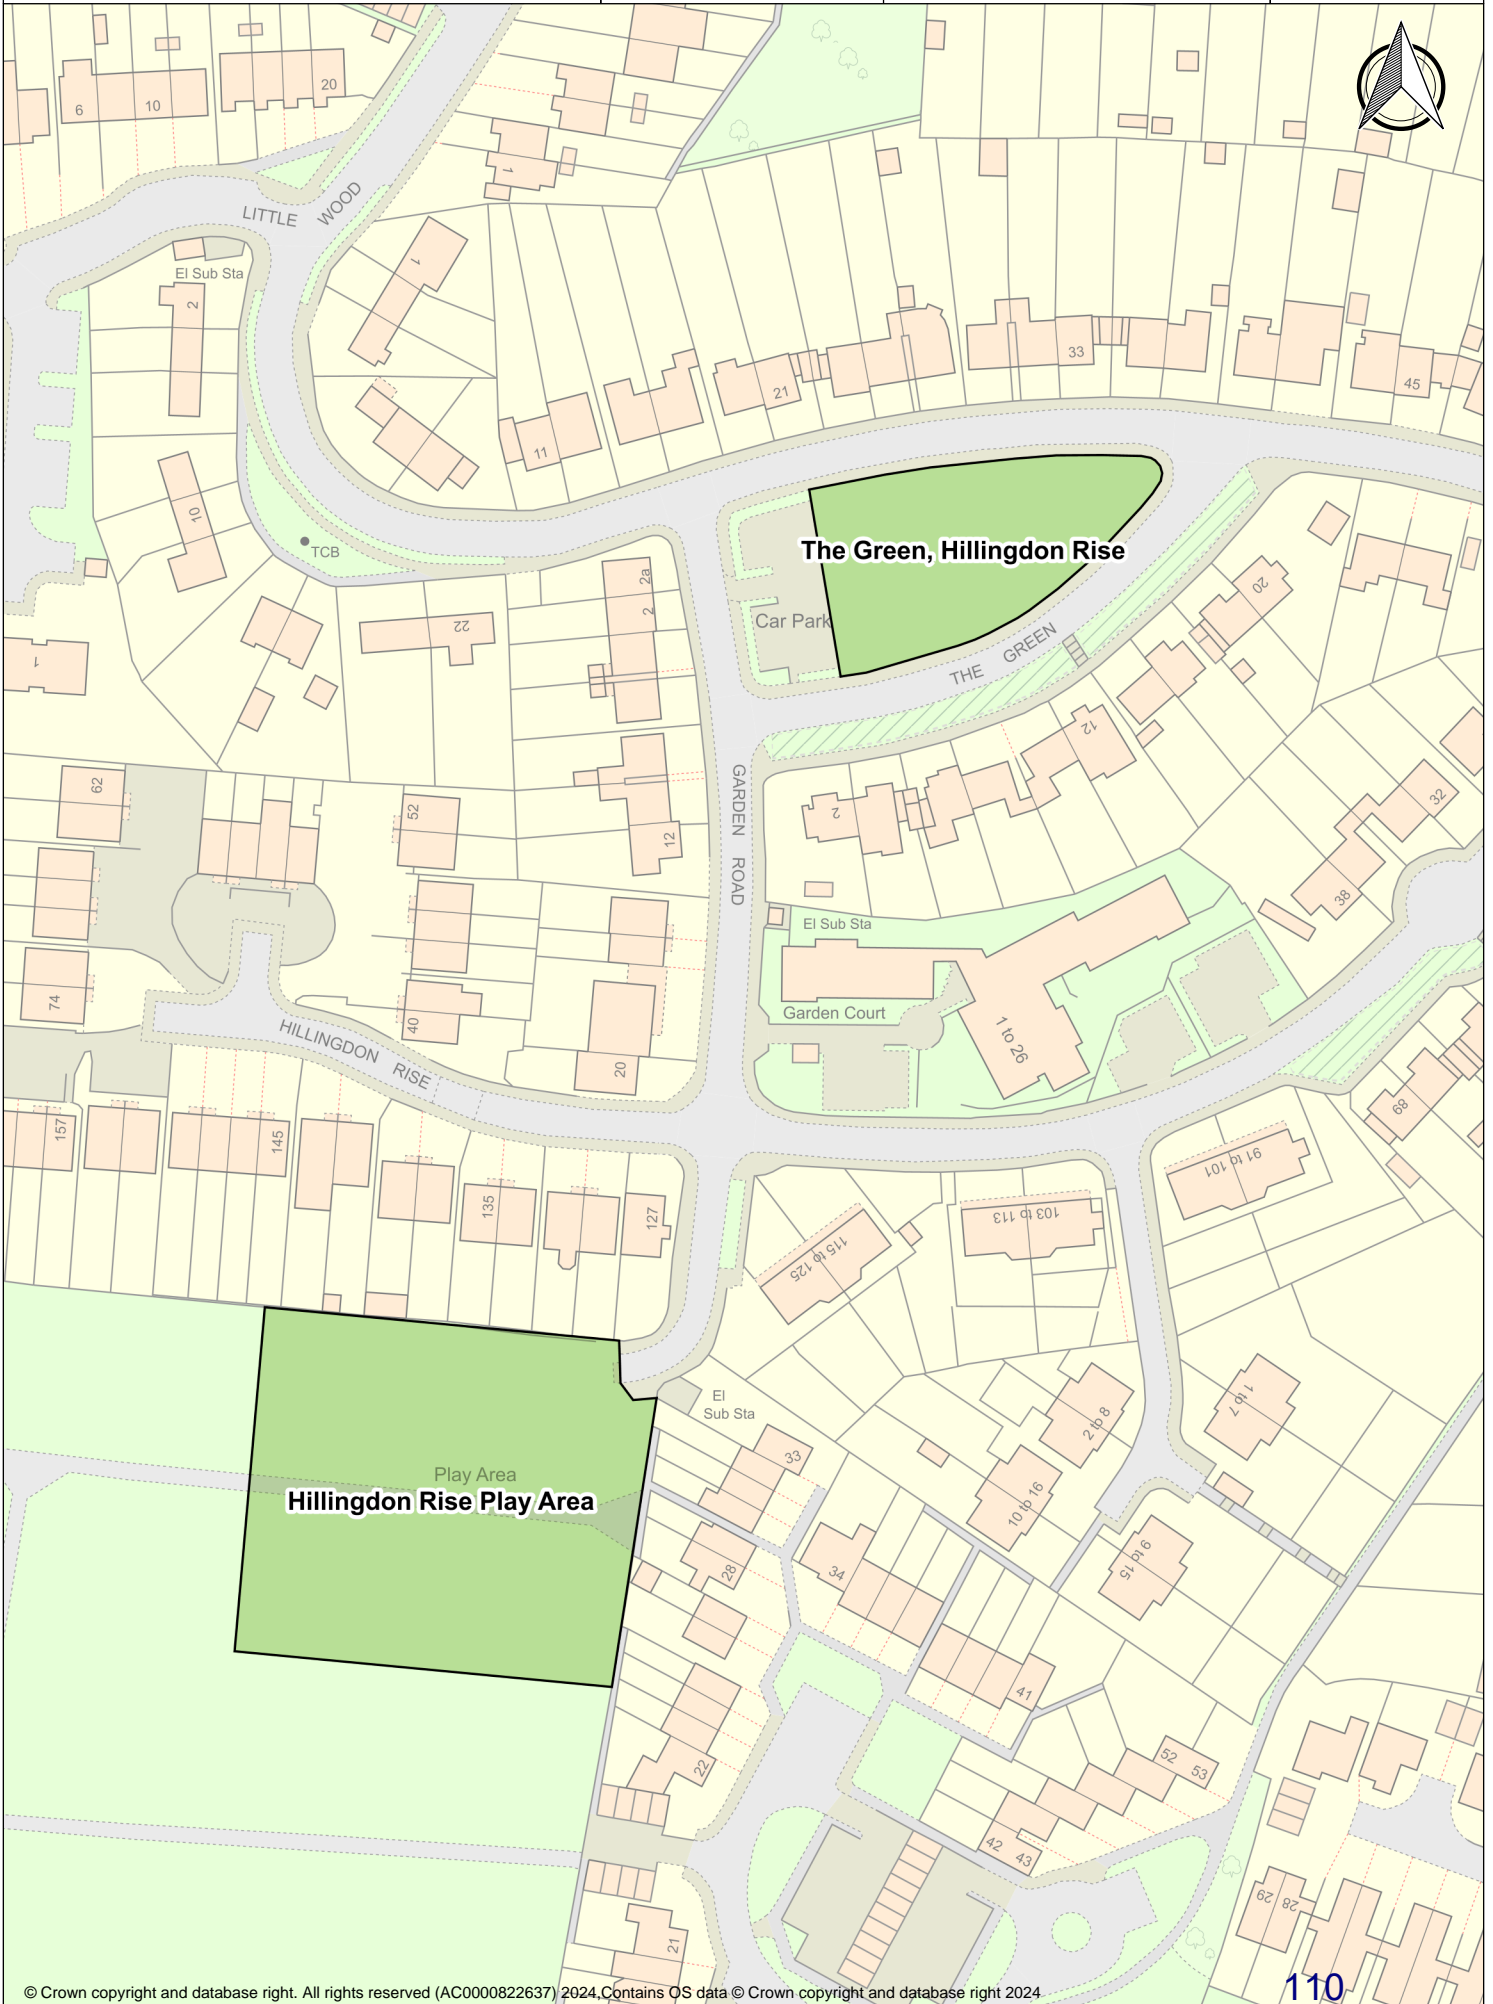 6
10
20
1
LITTLE WOOD
El Sub Sta
2
1
33
45
21
11
10
TCB
2a
2
22
1
The Green, Hillingdon Rise
Car Park
THE GREEN
20
12
2
32
38
62
52
12
GARDEN ROAD
El Sub Sta
Garden Court
1 to 26
74
40
20
HILLINGDON RISE
157
145
135
127
68
91 to 101
103 to 113
115 to 125
El
Sub Sta
2 to 8
1 to 7
33
Play Area
Hillingdon Rise Play Area
10 to 16
9 to 15
28
34
41
22
52
53
42
43
29
28
21
© Crown copyright and database right. All rights reserved (AC0000822637) 2024,Contains OS data © Crown copyright and database right 2024
110